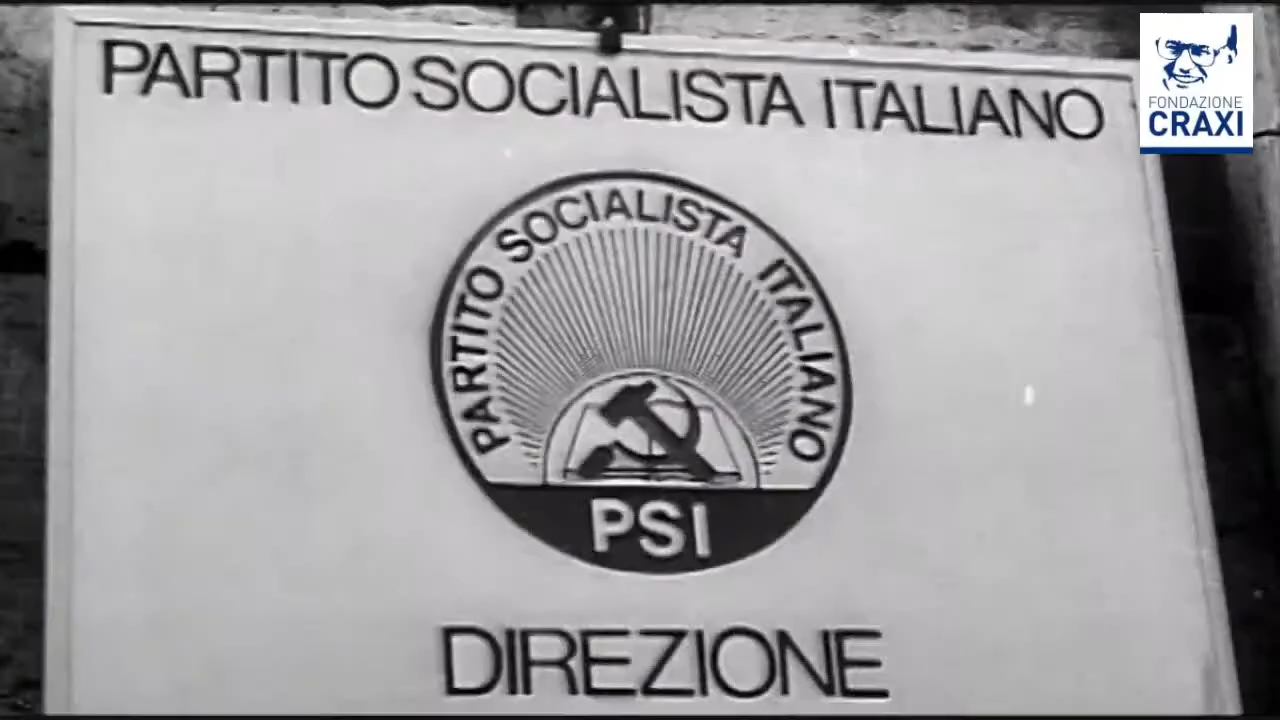 PARTITO SOCIALISTA ITALIANO
FONDAZIONE
CRAXI
PARTITO SOCIALISTA ITALIANO
PSI
DIREZIONE